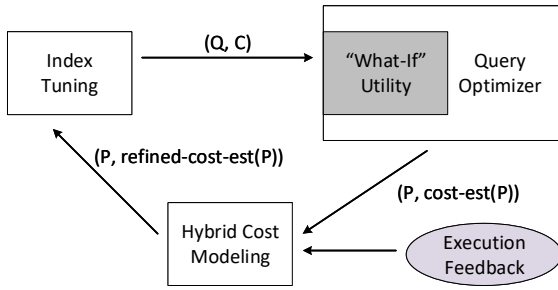 (Q, C)
Index
Tuning
“What-If”
Utility
Query
Optimizer
(P, refined-cost-est(P))
(P, cost-est(P))
Hybrid Cost
Modeling
Execution
Feedback